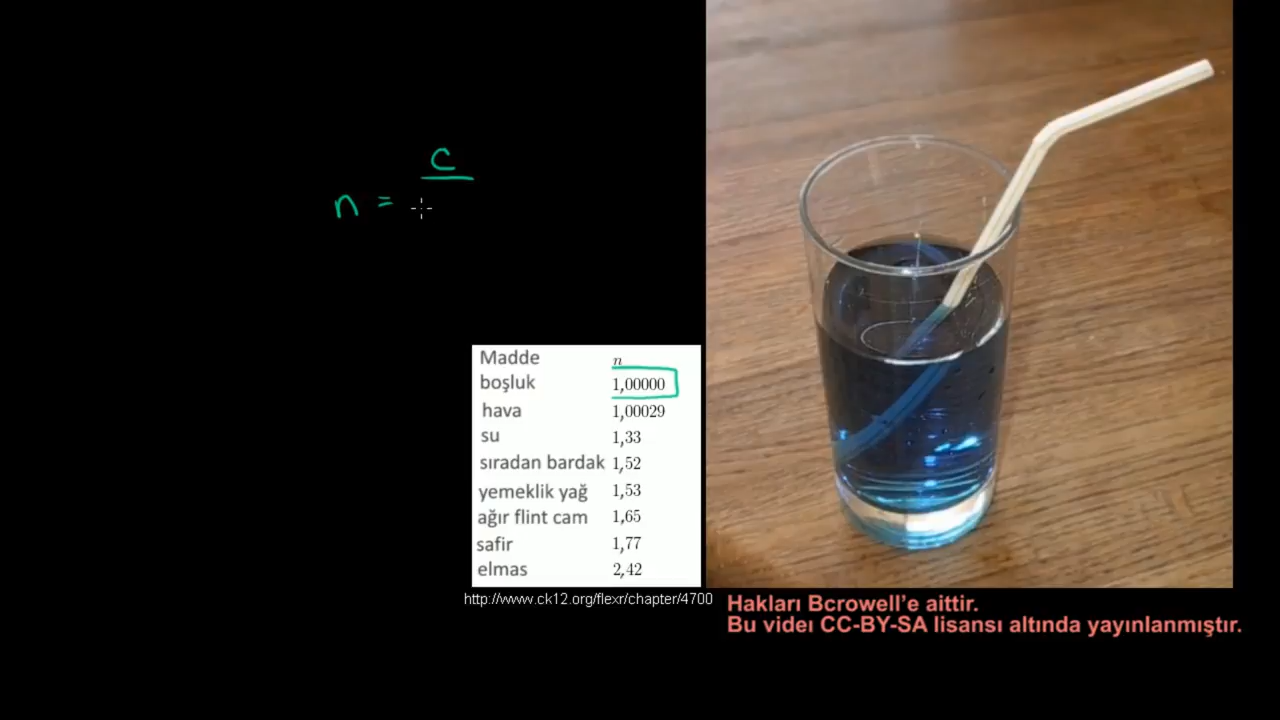 c
n =
Madde n
boşluk 1,00000
hava 1,00029
su 1,33
sıradan bardak 1,52
yemeklik yağ 1,53
ağır flint cam 1,65
safir 1,77
elmas 2,42
http://www.ck12.org/flexr/chapter/4700
Hakları Bcrowell'e aittir.
Bu videı CC-BY-SA lisansı altında yayınlanmıştır.